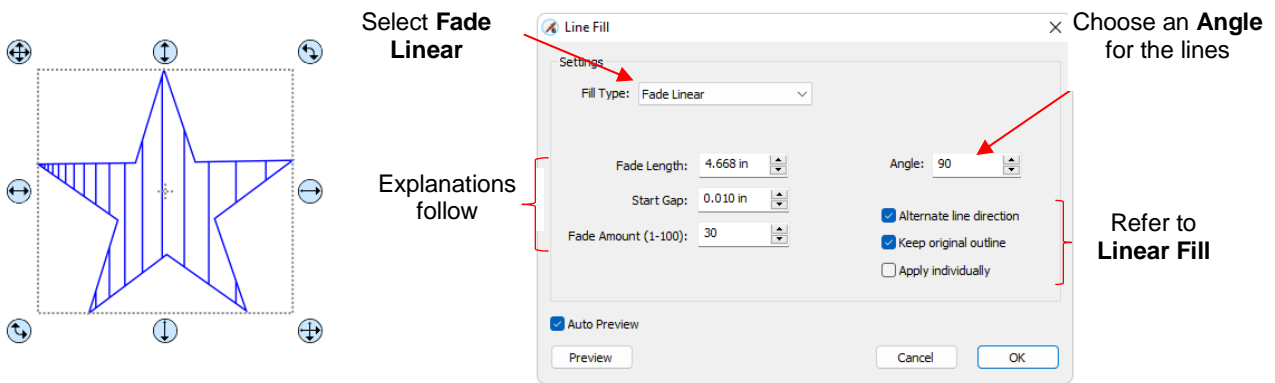 Select Fade
Linear
Line Fill
Choose an Angle
for the lines
Settings
Fill Type: Fade Linear
Explanations
follow
Fade Length: 4.668 in
Start Gap: 0.010 in
Fade Amount (1-100): 30
Angle: 90
Alternate line direction
Keep original outline
Apply individually
Refer to
Linear Fill
Auto Preview
Preview
Cancel
OK